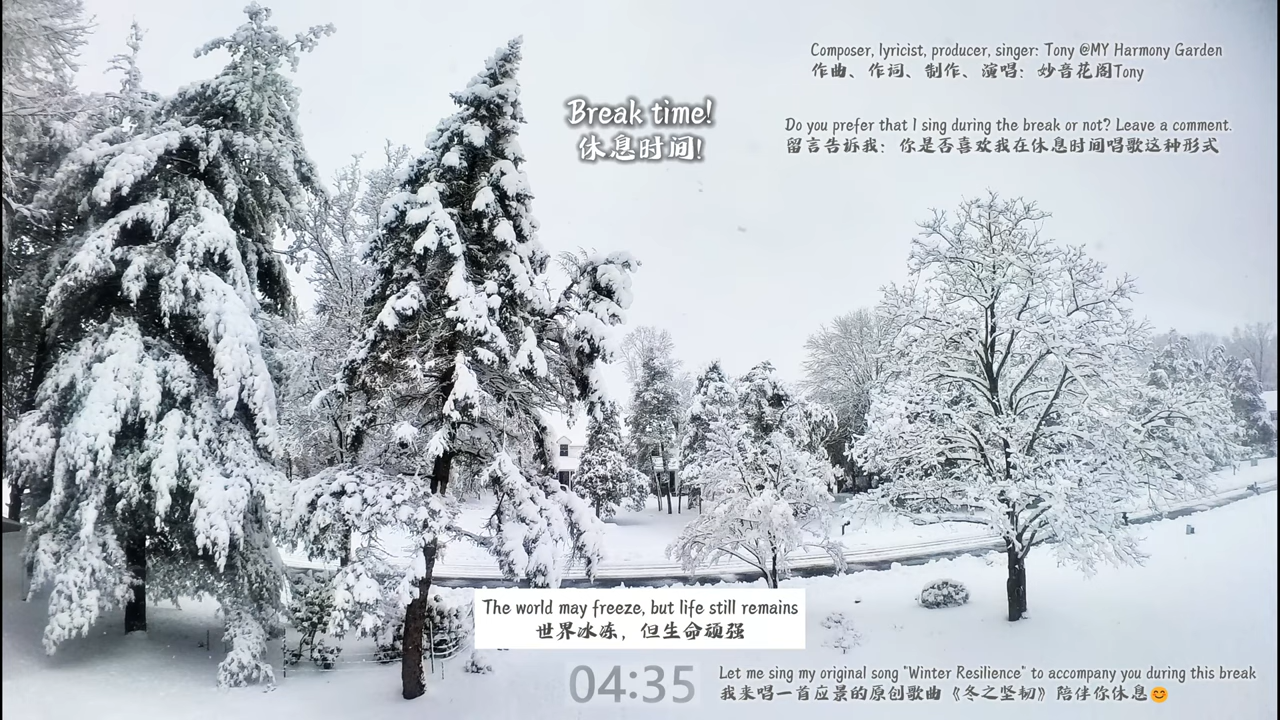 Composer, lyricist, producer, singer: Tony @MY Harmony Garden
作曲、作词、制作、演唱：妙音花阁Tony
Break time!
休息时间!
Do you prefer that I sing during the break or not? Leave a comment.
留言告诉我：你是否喜欢我在休息时间唱歌这种形式
The world may freeze, but life still remains
世界冰冻，但生命顽强
04:35
Let me sing my original song "Winter Resilience" to accompany you during this break
我来唱一首应景的原创歌曲《冬之坚韧》陪伴你休息😊